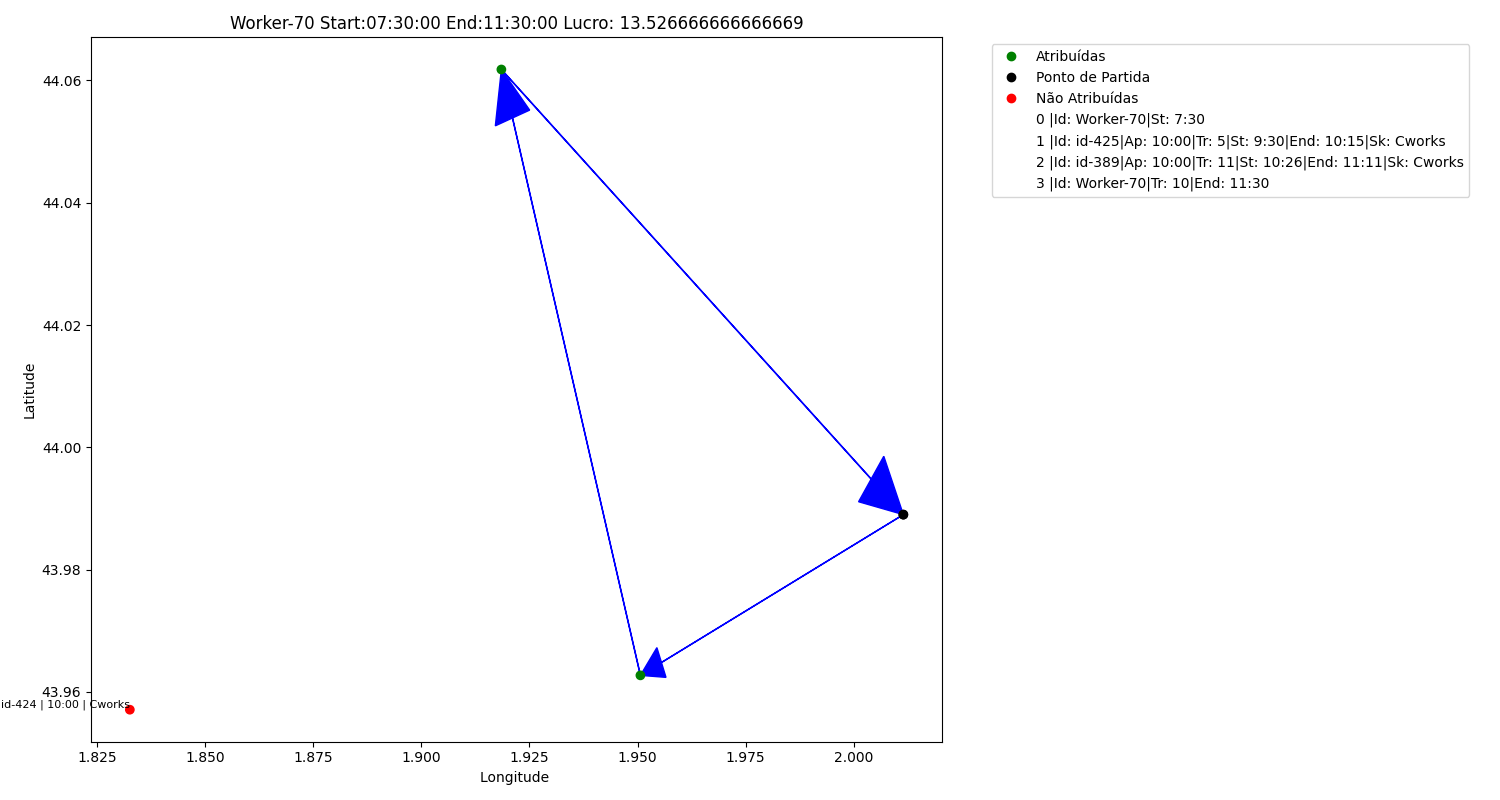 Worker-70 Start:07:30:00 End:11:30:00 Lucro: 13.526666666666669
Atribuídas
Ponto de Partida
Não Atribuídas
0 |Id: Worker-70|St: 7:30
1 |Id: id-425|Ap: 10:00|Tr: 5|St: 9:30|End: 10:15|Sk: Cworks
2 |Id: id-389|Ap: 10:00|Tr: 11|St: 10:26|End: 11:11|Sk: Cworks
3 |Id: Worker-70|Tr: 10|End: 11:30
44.06
44.04
44.02
44.00
43.98
43.96
Latitude
id-424 | 10:00 | Cworks
1.825 1.850 1.875 1.900 1.925 1.950 1.975 2.000
Longitude